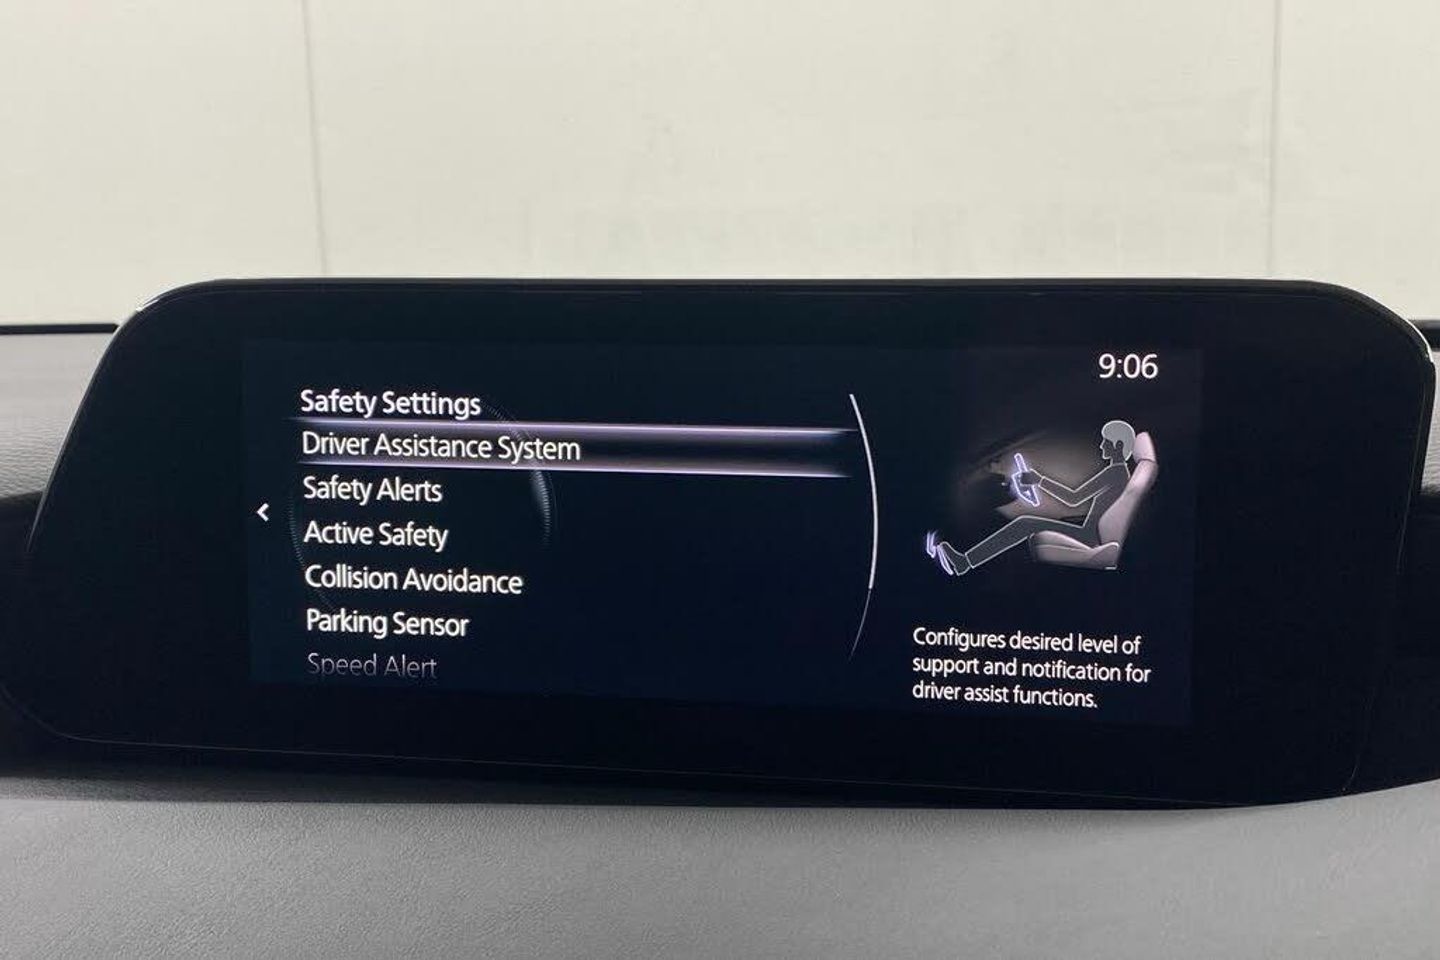 9:06
Safety Settings
Driver Assistance System
Safety Alerts
Active Safety
Collision Avoidance
Parking Sensor
Speed Alert
Configures desired level of
support and notification for
driver assist functions.